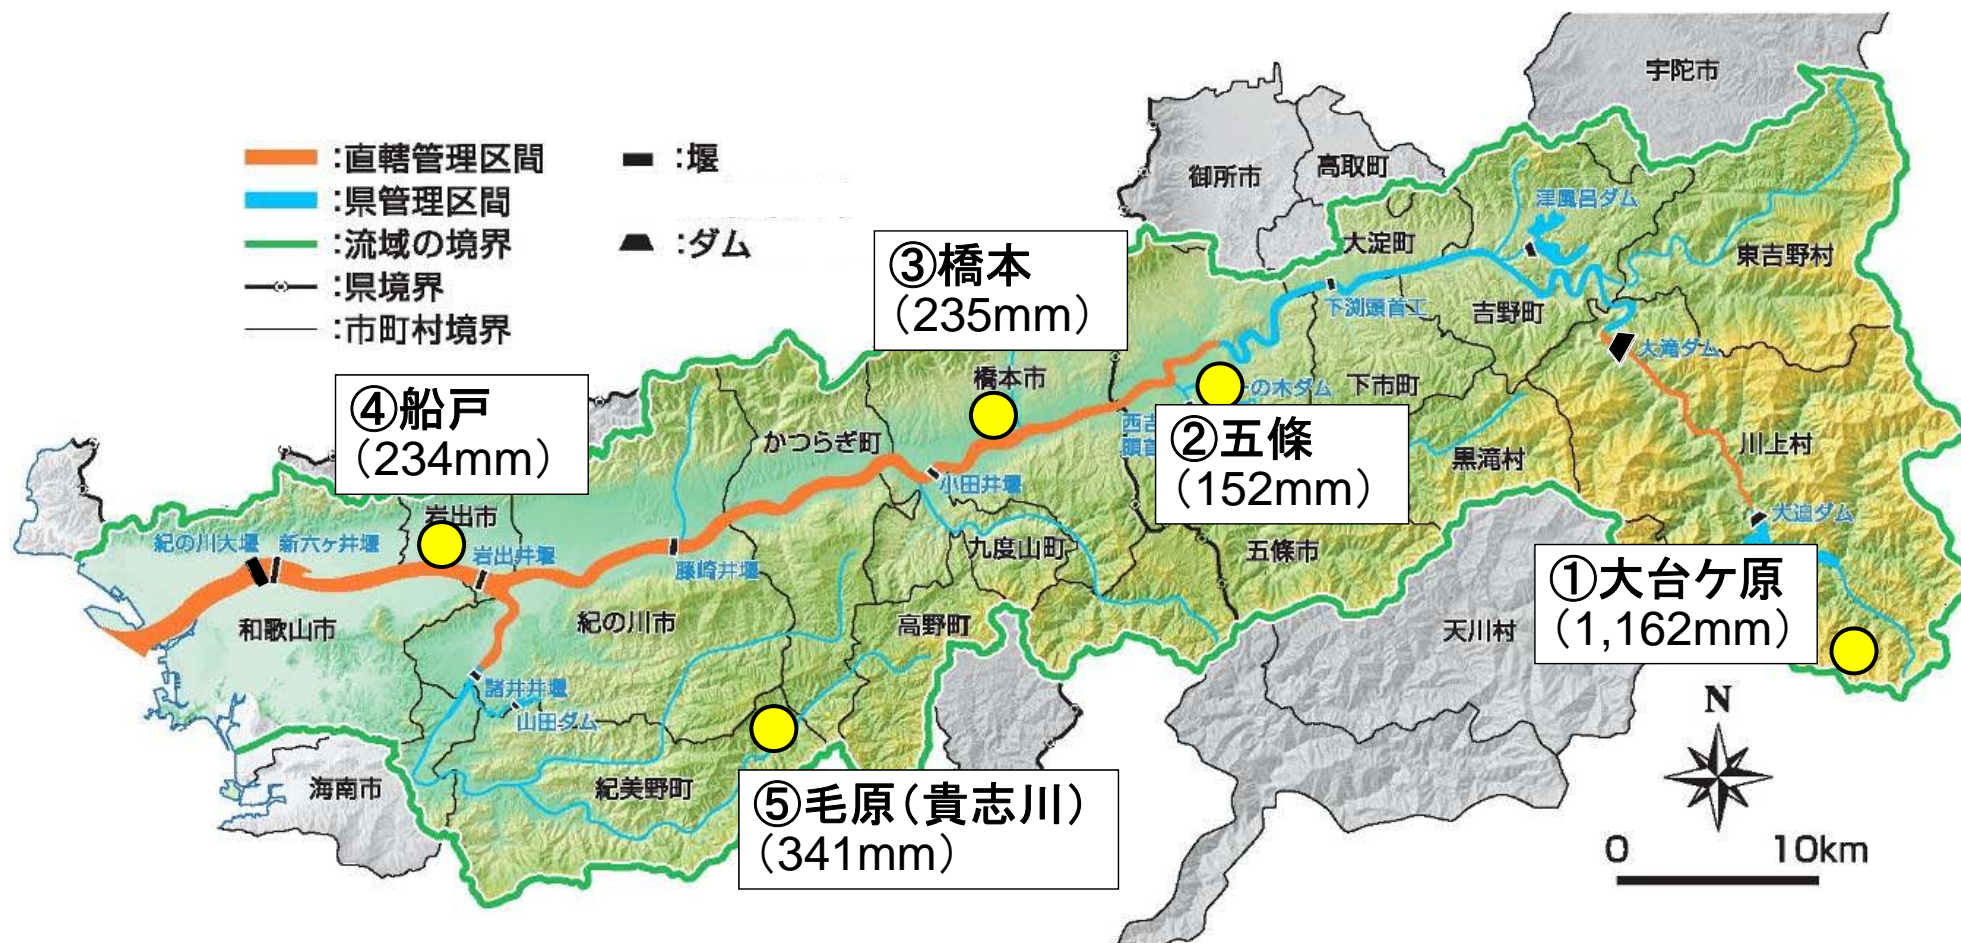 :直轄管理区間
:堰
:県管理区間
:流域の境界
:ダム
:県境界
:市町村境界
宇陀市
御所市
高取町
津風呂ダム
大淀町
東吉野村
③橋本
(235mm)
下渕頭首工
吉野町
大滝ダム
橋本市
一の木ダム
下市町
④船戸
(234mm)
かつらぎ町
②五條
(152mm)
川上村
黒滝村
小田井堰
大迫ダム
岩出市
紀の川大堰
新六ヶ井堰
岩出井堰
藤崎井堰
九度山町
五條市
①大台ケ原
(1,162mm)
和歌山市
紀の川市
高野町
天川村
諸井井堰
山田ダム
海南市
紀美野町
⑤毛原(貴志川)
(341mm)
N
0 10km